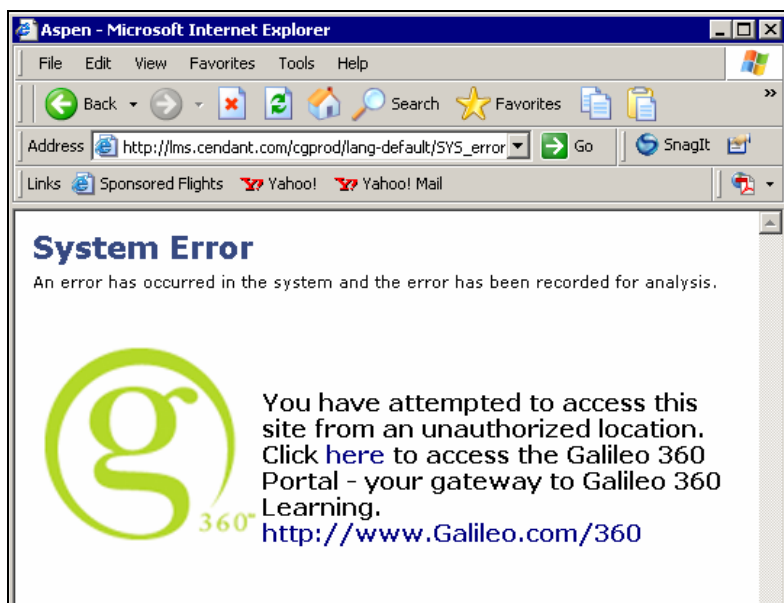 Aspen - Microsoft Internet Explorer
File Edit View Favorites Tools Help
Back Search Favorites »
Address http://lms.cendant.com/cgprod/lang-default/SYS_error Go SnagIt
Links Sponsored Flights Yahoo! Yahoo! Mail
System Error
An error has occurred in the system and the error has been recorded for analysis.
g
360°
You have attempted to access this
site from an unauthorized location.
Click here to access the Galileo 360
Portal - your gateway to Galileo 360
Learning.
http://www.Galileo.com/360